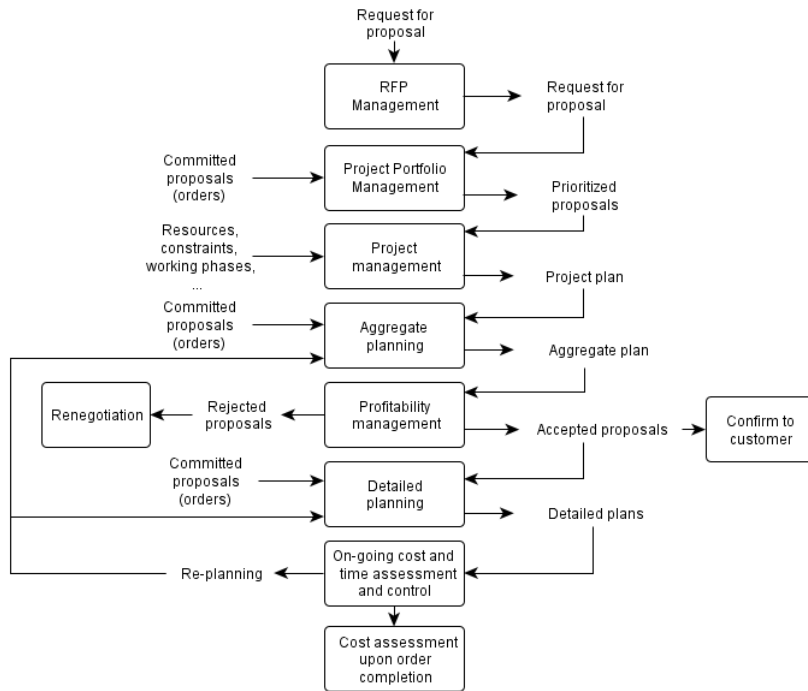 Request for
proposal
RFP
Management
Request for
proposal
Committed
proposals
(orders)
Project Portfolio
Management
Prioritized
proposals
Resources,
constraints,
working phases,
...
Project
management
Project plan
Committed
proposals
(orders)
Aggregate
planning
Aggregate plan
Renegotiation
Rejected
proposals
Profitability
management
Accepted proposals
Confirm to
customer
Committed
proposals
(orders)
Detailed
planning
Detailed plans
Re-planning
On-going cost and
time assessment
and control
Cost assessment
upon order
completion